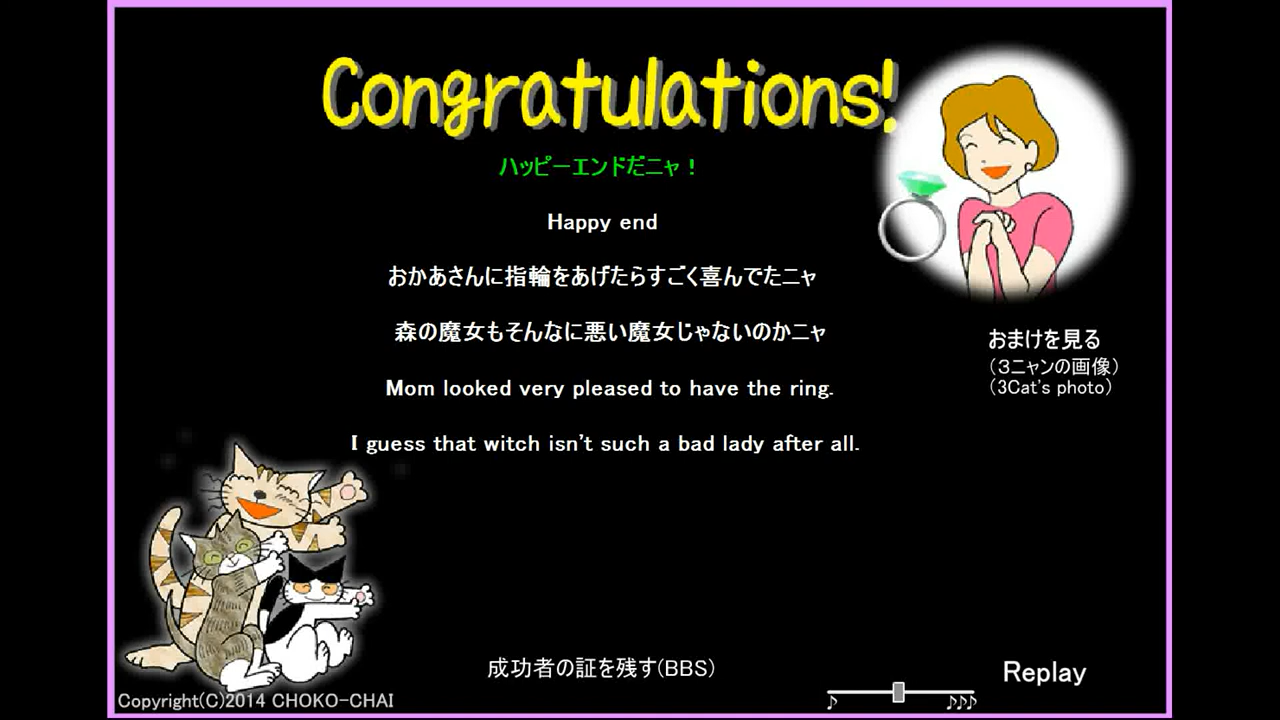 Congratulations!
ハッピーエンドだニャ！
Happy end
おかあさんに指輪をあげたらすごく喜んでたニャ
森の魔女もそんなに悪い魔女じゃないのかニャ
Mom looked very pleased to have the ring.
I guess that witch isn't such a bad lady after all.
おまけを見る
（３ニャンの画像）
（3Cat's photo）
成功者の証を残す(BBS)
Replay
♪ ♪♪♪
Copyright(C)2014 CHOKO-CHAI